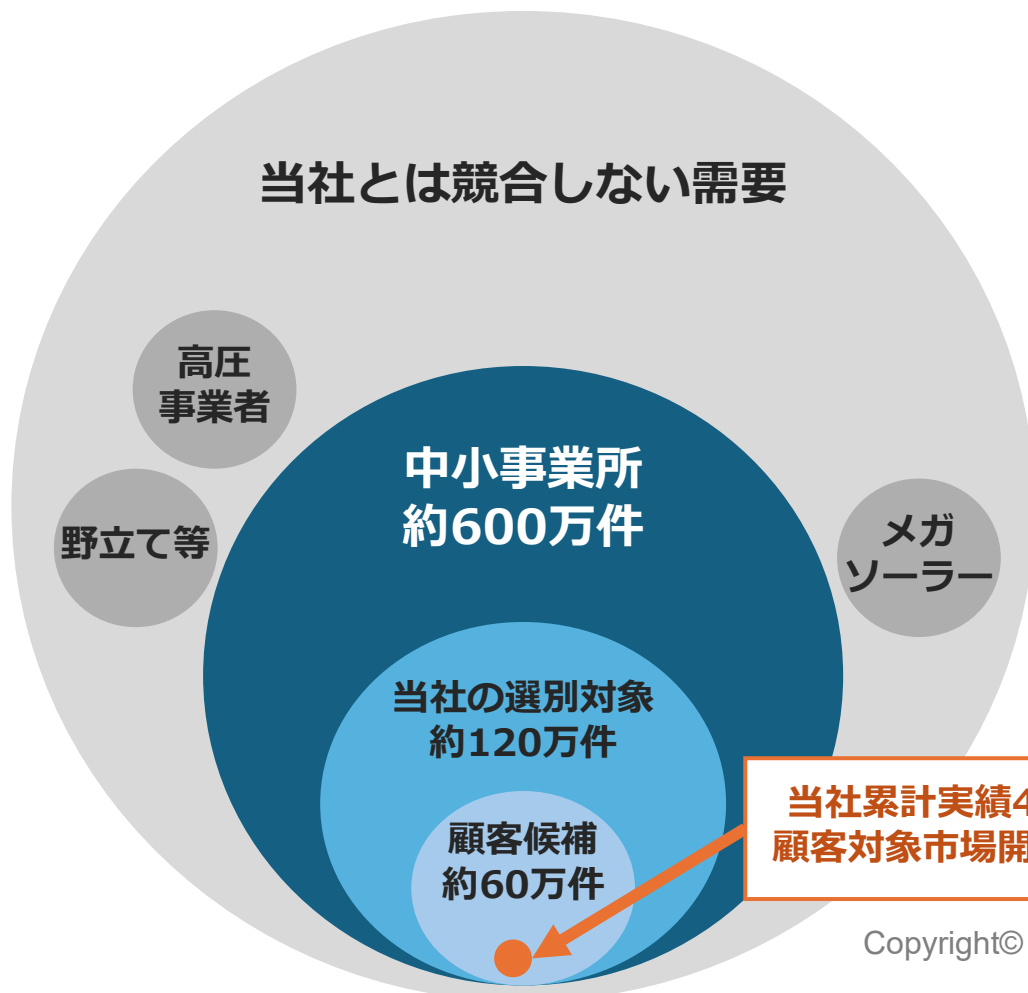 当社とは競合しない需要
高圧
事業者
中小事業所
約600万件
野立て等
メガ
ソーラー
当社の選別対象
約120万件
当社累計実績4
顧客対象市場開
顧客候補
約60万件
Copyright©